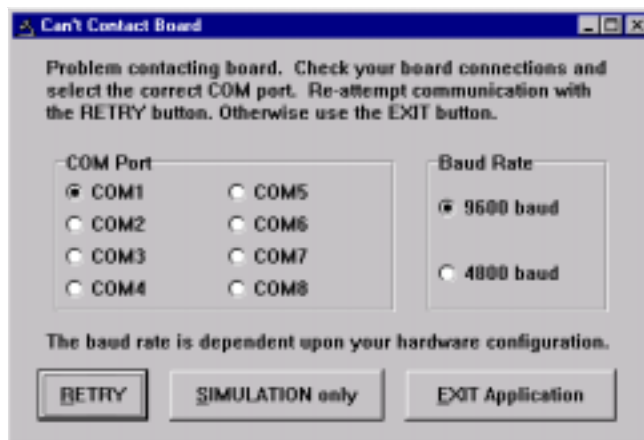 Can't Contact Board
Problem contacting board. Check your board connections and
select the correct COM port. Re-attempt communication with
the RETRY button. Otherwise use the EXIT button.
COM Port
COM1 COM5
COM2 COM6
COM3 COM7
COM4 COM8
Baud Rate
9600 baud
4800 baud
The baud rate is dependent upon your hardware configuration.
RETRY SIMULATION only EXIT Application